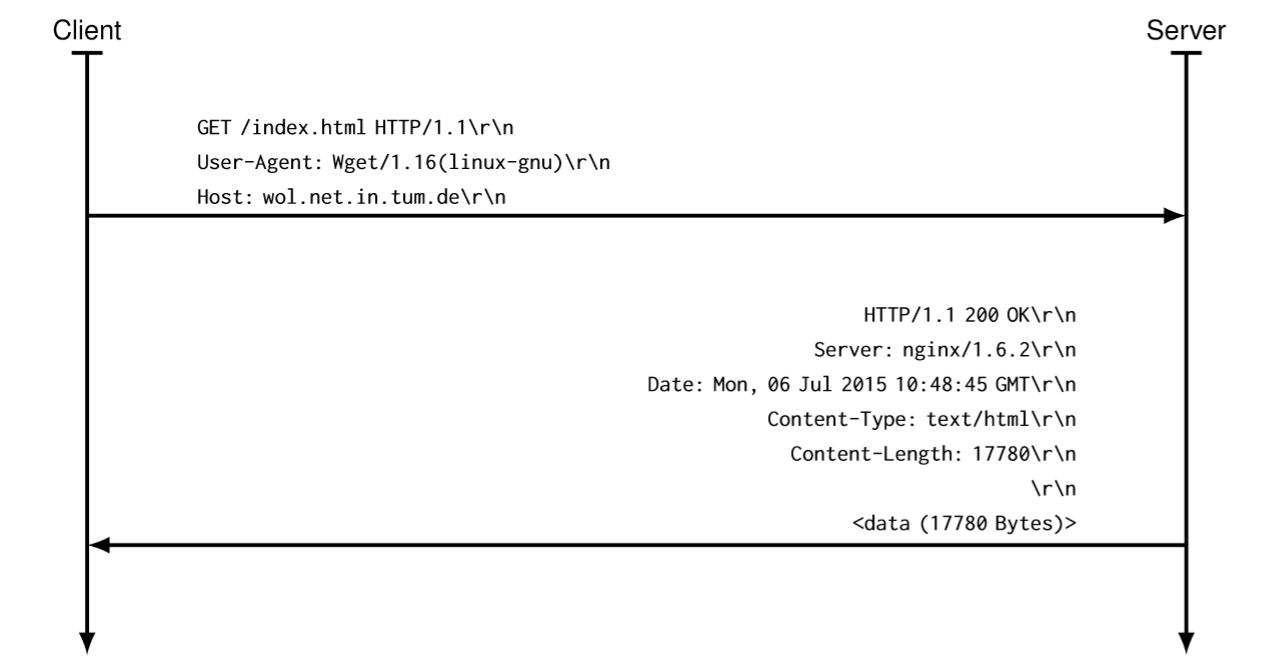 Client
Server
GET /index.html HTTP/1.1\r\n
User-Agent: Wget/1.16(linux-gnu)\r\n
Host: wol.net.in.tum.de\r\n
HTTP/1.1 200 OK\r\n
Server: nginx/1.6.2\r\n
Date: Mon, 06 Jul 2015 10:48:45 GMT\r\n
Content-Type: text/html\r\n
Content-Length: 17780\r\n
\r\n
<data (17780 Bytes)>